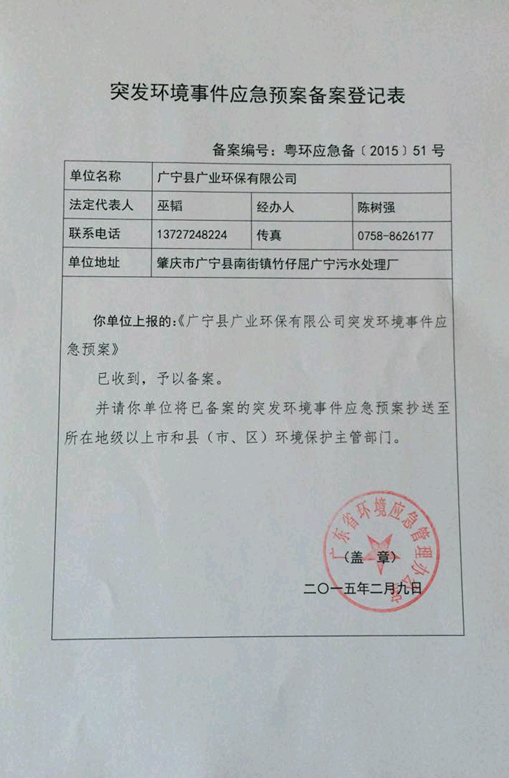 突发环境事件应急预案备案登记表
备案编号：粤环应急备〔2015〕51 号
单位名称 广宁县广业环保有限公司
法定代表人 巫韬 经办人 陈树强
联系电话 13727248224 传真 0758-8626177
单位地址 肇庆市广宁县南街镇竹仔屈广宁污水处理厂
你单位上报的：《广宁县广业环保有限公司突发环境事件应
急预案》
已收到，予以备案。
并请你单位将已备案的突发环境事件应急预案抄送至
所在地级以上市和县（市、区）环境保护主管部门。
广东省环境应急管理办公室
（盖 章）
二〇一五年二月九日